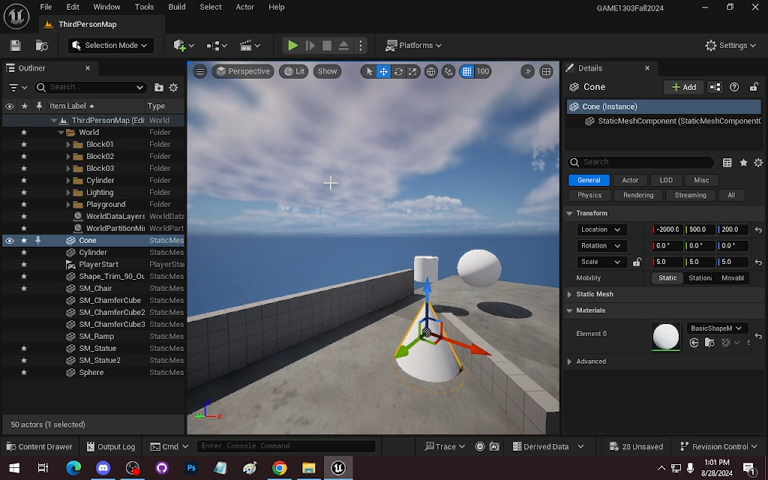 File Edit Window Tools Build Select Actor Help
GAME1303Fall2024
ThirdPersonMap
Selection Mode
Platforms
Settings
Outliner
Search...
Item Label
Type
ThirdPersonMap (Edi
World
World
Folder
Block01
Folder
Block02
Folder
Block03
Folder
Cylinder
Folder
Lighting
Folder
Playground
Folder
WorldDataLayers
WorldData
WorldPartitionMi
WorldParti
Cone
StaticMes
Cylinder
StaticMes
PlayerStart
PlayerStar
Shape_Trim_90_Ou
StaticMes
SM_Chair
StaticMes
SM_ChamferCube
StaticMes
SM_ChamferCube2
StaticMes
SM_ChamferCube3
StaticMes
SM_Ramp
StaticMes
SM_Statue
StaticMes
SM_Statue2
StaticMes
Sphere
StaticMes
50 actors (1 selected)
Perspective
Lit
Show
100
Details
Cone
Add
Cone (Instance)
StaticMeshComponent (StaticMeshComponent
Search
General Actor LOD Misc
Physics Rendering Streaming All
Transform
Location -2000.0 500.0 200.0
Rotation 0.0° 0.0° 0.0°
Scale 5.0 5.0 5.0
Mobility Static Station Movabl
Static Mesh
Materials
Element 0
BasicShapeM
Advanced
Content Drawer Output Log Cmd Enter Console Command Trace Derived Data 28 Unsaved Revision Control
1:01 PM
8/28/2024